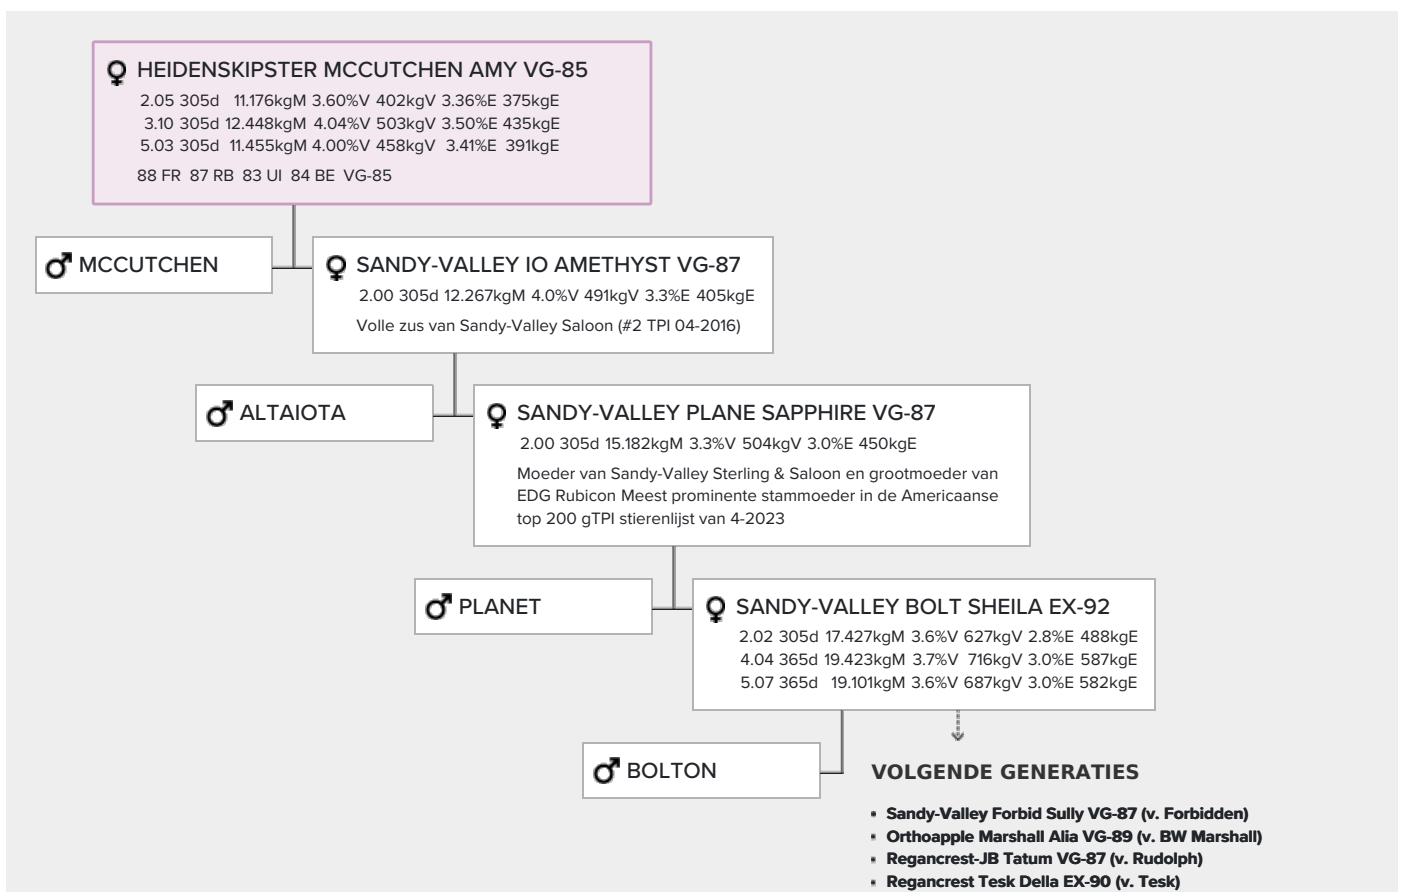 HEIDENSKIPSTER MCCUTCHEN AMY VG-85
2.05 305d 11.176kgM 3.60%V 402kgV 3.36%E 375kgE
3.10 305d 12.448kgM 4.04%V 503kgV 3.50%E 435kgE
5.03 305d 11.455kgM 4.00%V 458kgV 3.41%E 391kgE
88 FR 87 RB 83 UI 84 BE VG-85
MCCUTCHEN
SANDY-VALLEY IO AMETHYST VG-87
2.00 305d 12.267kgM 4.0%V 491kgV 3.3%E 405kgE
Volle zus van Sandy-Valley Saloon (#2 TPI 04-2016)
ALTAIOTA
SANDY-VALLEY PLANE SAPPHIRE VG-87
2.00 305d 15.182kgM 3.3%V 504kgV 3.0%E 450kgE
Moeder van Sandy-Valley Sterling & Saloon en grootmoeder van
EDG Rubicon Meest prominente stammoeder in de Americaanse
top 200 gTPI stierenlijst van 4-2023
PLANET
SANDY-VALLEY BOLT SHEILA EX-92
2.02 305d 17.427kgM 3.6%V 627kgV 2.8%E 488kgE
4.04 365d 19.423kgM 3.7%V 716kgV 3.0%E 587kgE
5.07 365d 19.101kgM 3.6%V 687kgV 3.0%E 582kgE
BOLTON
VOLGENDE GENERATIES
• Sandy-Valley Forbid Sully VG-87 (v. Forbidden)
• Orthoapple Marshall Alia VG-89 (v. BW Marshall)
• Regancrest-JB Tatum VG-87 (v. Rudolph)
• Regancrest Tesk Della EX-90 (v. Tesk)